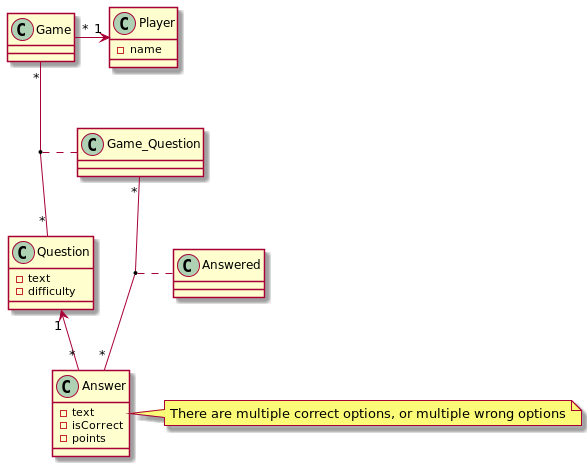 C Game
* 1
C Player
name
*
C Game_Question
*
*
C Question
text
difficulty
C Answered
1
* *
C Answer
text
isCorrect
points
There are multiple correct options, or multiple wrong options